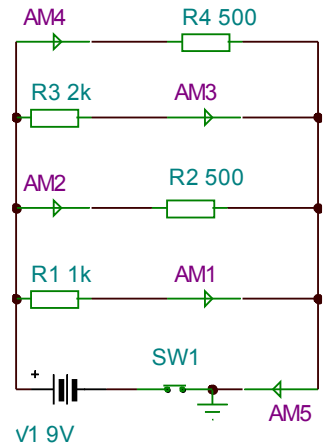 AM4 R4 500
R3 2k AM3
AM2 R2 500
R1 1k AM1
SW1
+
V1 9V AM5